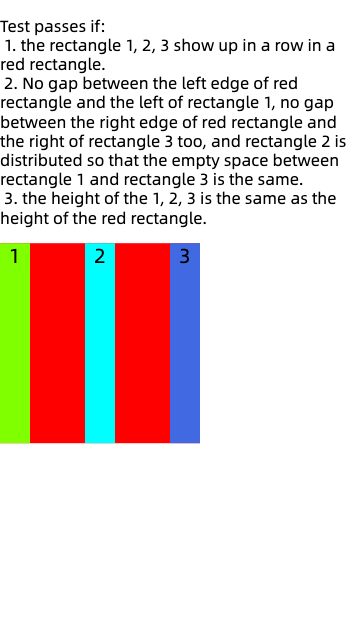 Test passes if:
1. the rectangle 1, 2, 3 show up in a row in a
red rectangle.
2. No gap between the left edge of red
rectangle and the left of rectangle 1, no gap
between the right edge of red rectangle and
the right of rectangle 3 too, and rectangle 2 is
distributed so that the empty space between
rectangle 1 and rectangle 3 is the same.
3. the height of the 1, 2, 3 is the same as the
height of the red rectangle.
1 2 3